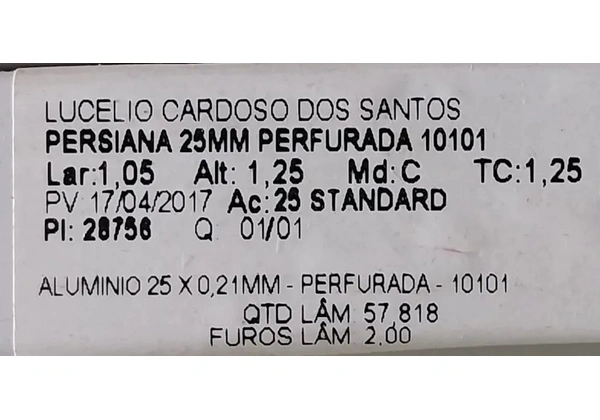 LUCELIO CARDOSO DOS SANTOS
PERSIANA 25MM PERFURADA 10101
Lar:1,05 Alt: 1,25 Md:C TC:1,25
PV 17/04/2017 Ac:25 STANDARD
PI: 28756 Q 01/01
ALUMINIO 25 X 0,21MM - PERFURADA - 10101
QTD LÂM: 57,818
FUROS LÂM: 2,00